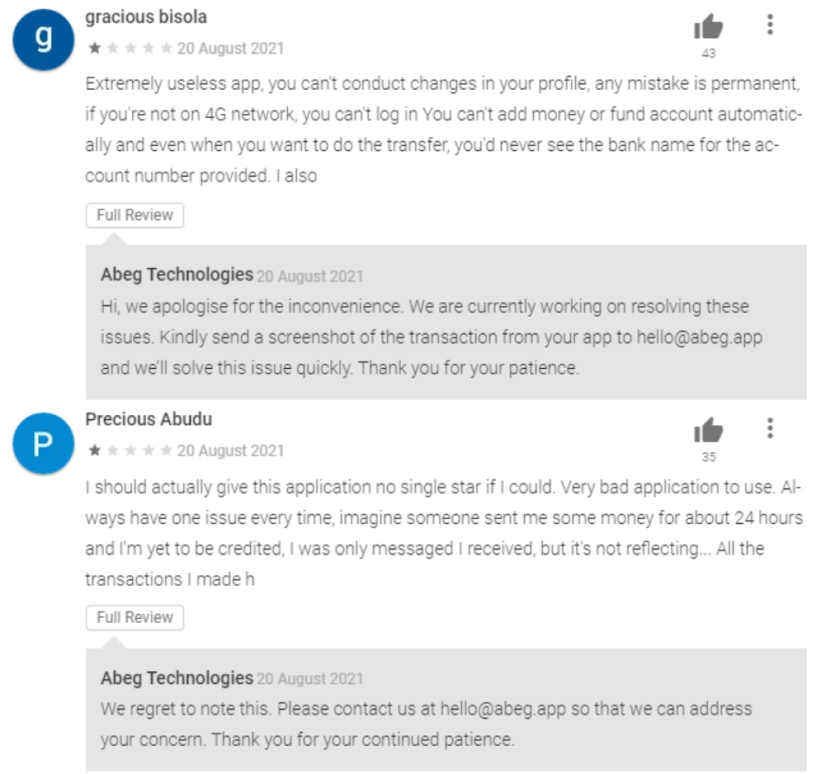 g
gracious bisola
20 August 2021
43
Extremely useless app, you can't conduct changes in your profile, any mistake is permanent,
if you're not on 4G network, you can't log in You can't add money or fund account automatic-
ally and even when you want to do the transfer, you'd never see the bank name for the ac-
count number provided. I also
Full Review
Abeg Technologies 20 August 2021
Hi, we apologise for the inconvenience. We are currently working on resolving these
issues. Kindly send a screenshot of the transaction from your app to hello@abeg.app
and we'll solve this issue quickly. Thank you for your patience.
P
Precious Abudu
20 August 2021
35
I should actually give this application no single star if I could. Very bad application to use. Al-
ways have one issue every time, imagine someone sent me some money for about 24 hours
and I'm yet to be credited, I was only messaged I received, but it's not reflecting... All the
transactions I made h
Full Review
Abeg Technologies 20 August 2021
We regret to note this. Please contact us at hello@abeg.app so that we can address
your concern. Thank you for your continued patience.